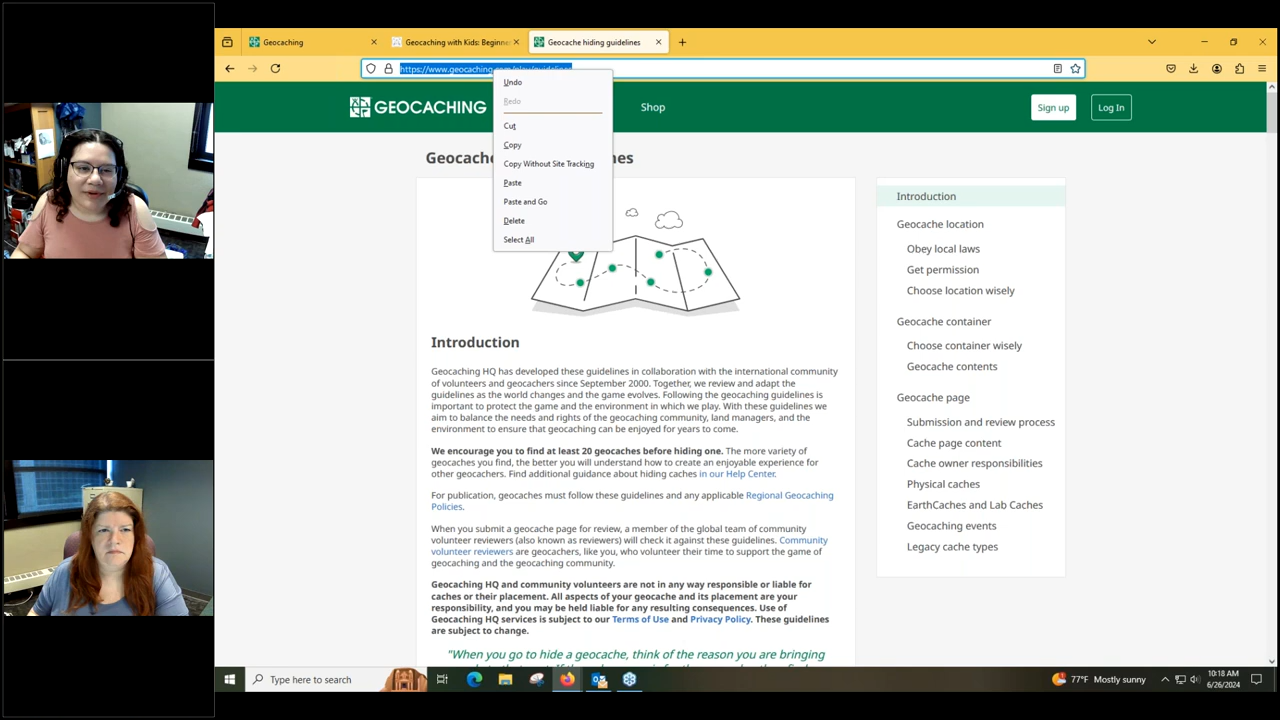 Geocaching
Geocaching with Kids: Beginne
Geocache hiding guidelines
https://www.geocaching.com/play/guidelines
Undo
Redo
Cut
Copy
Copy Without Site Tracking
Paste
Paste and Go
Delete
Select All
GEOCACHING
Shop
Sign up
Log In
Introduction
Geocaching HQ has developed these guidelines in collaboration with the international community
of volunteers and geocachers since September 2000. Together, we review and adapt the
guidelines as the world changes and the game evolves. Following the geocaching guidelines is
important to protect the game and the environment in which we play. With these guidelines we
aim to balance the needs and rights of the geocaching community, land managers, and the
environment to ensure that geocaching can be enjoyed for years to come.
We encourage you to find at least 20 geocaches before hiding one. The more variety of
geocaches you find, the better you will understand how to create an enjoyable experience for
other geocachers. Find additional guidance about hiding caches in our Help Center.
For publication, geocaches must follow these guidelines and any applicable Regional Geocaching
Policies.
When you submit a geocache page for review, a member of the global team of community
volunteer reviewers (also known as reviewers) will check it against these guidelines. Community
volunteer reviewers are geocachers, like you, who volunteer their time to support the game of
geocaching and the geocaching community.
Geocaching HQ and community volunteers are not in any way responsible or liable for
caches or their placement. All aspects of your geocache and its placement are your
responsibility, and you may be held liable for any resulting consequences. Use of
Geocaching HQ services is subject to our Terms of Use and Privacy Policy. These guidelines
are subject to change.
"When you go to hide a geocache, think of the reason you are bringing
Introduction
Geocache location
Obey local laws
Get permission
Choose location wisely
Geocache container
Choose container wisely
Geocache contents
Geocache page
Submission and review process
Cache page content
Cache owner responsibilities
Physical caches
EarthCaches and Lab Caches
Geocaching events
Legacy cache types
Type here to search
77°F Mostly sunny
10:18 AM
6/26/2024